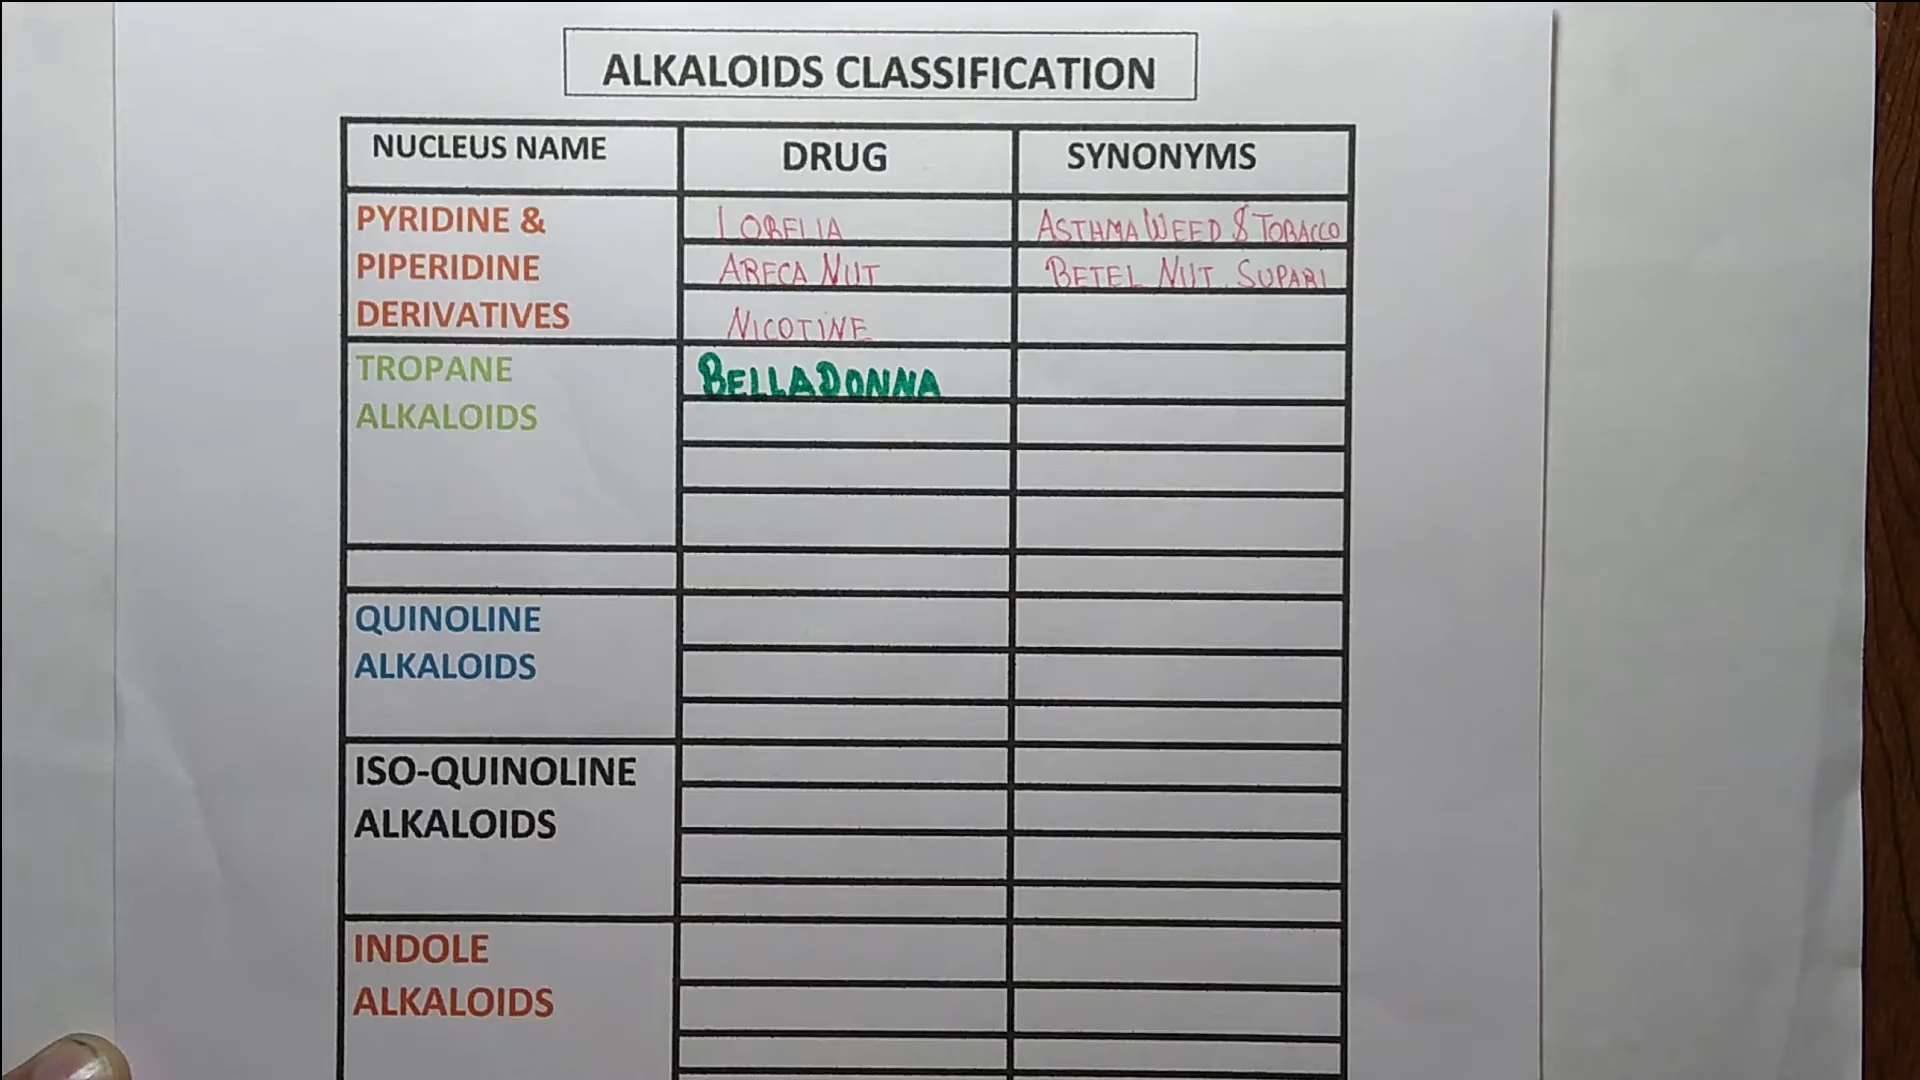 ALKALOIDS CLASSIFICATION
NUCLEUS NAME DRUG SYNONYMS
PYRIDINE & LOBELIA ASTHMA WEED & TOBACCO
PIPERIDINE ARECA NUT BETEL NUT. SUPARI
DERIVATIVES NICOTINE
TROPANE BELLADONNA
ALKALOIDS
QUINOLINE
ALKALOIDS
ISO-QUINOLINE
ALKALOIDS
INDOLE
ALKALOIDS